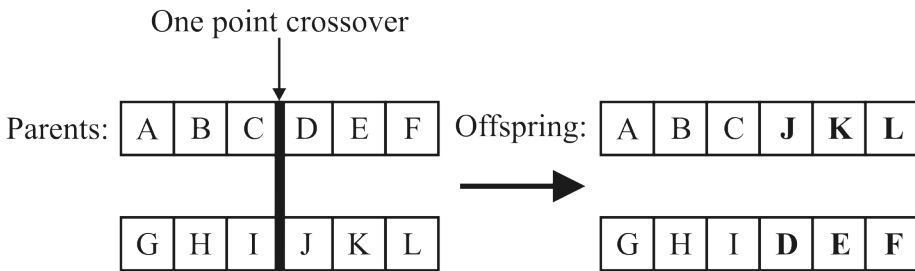 One point crossover
Parents: A B C D E F Offspring: A B C J K L
G H I J K L G H I D E F